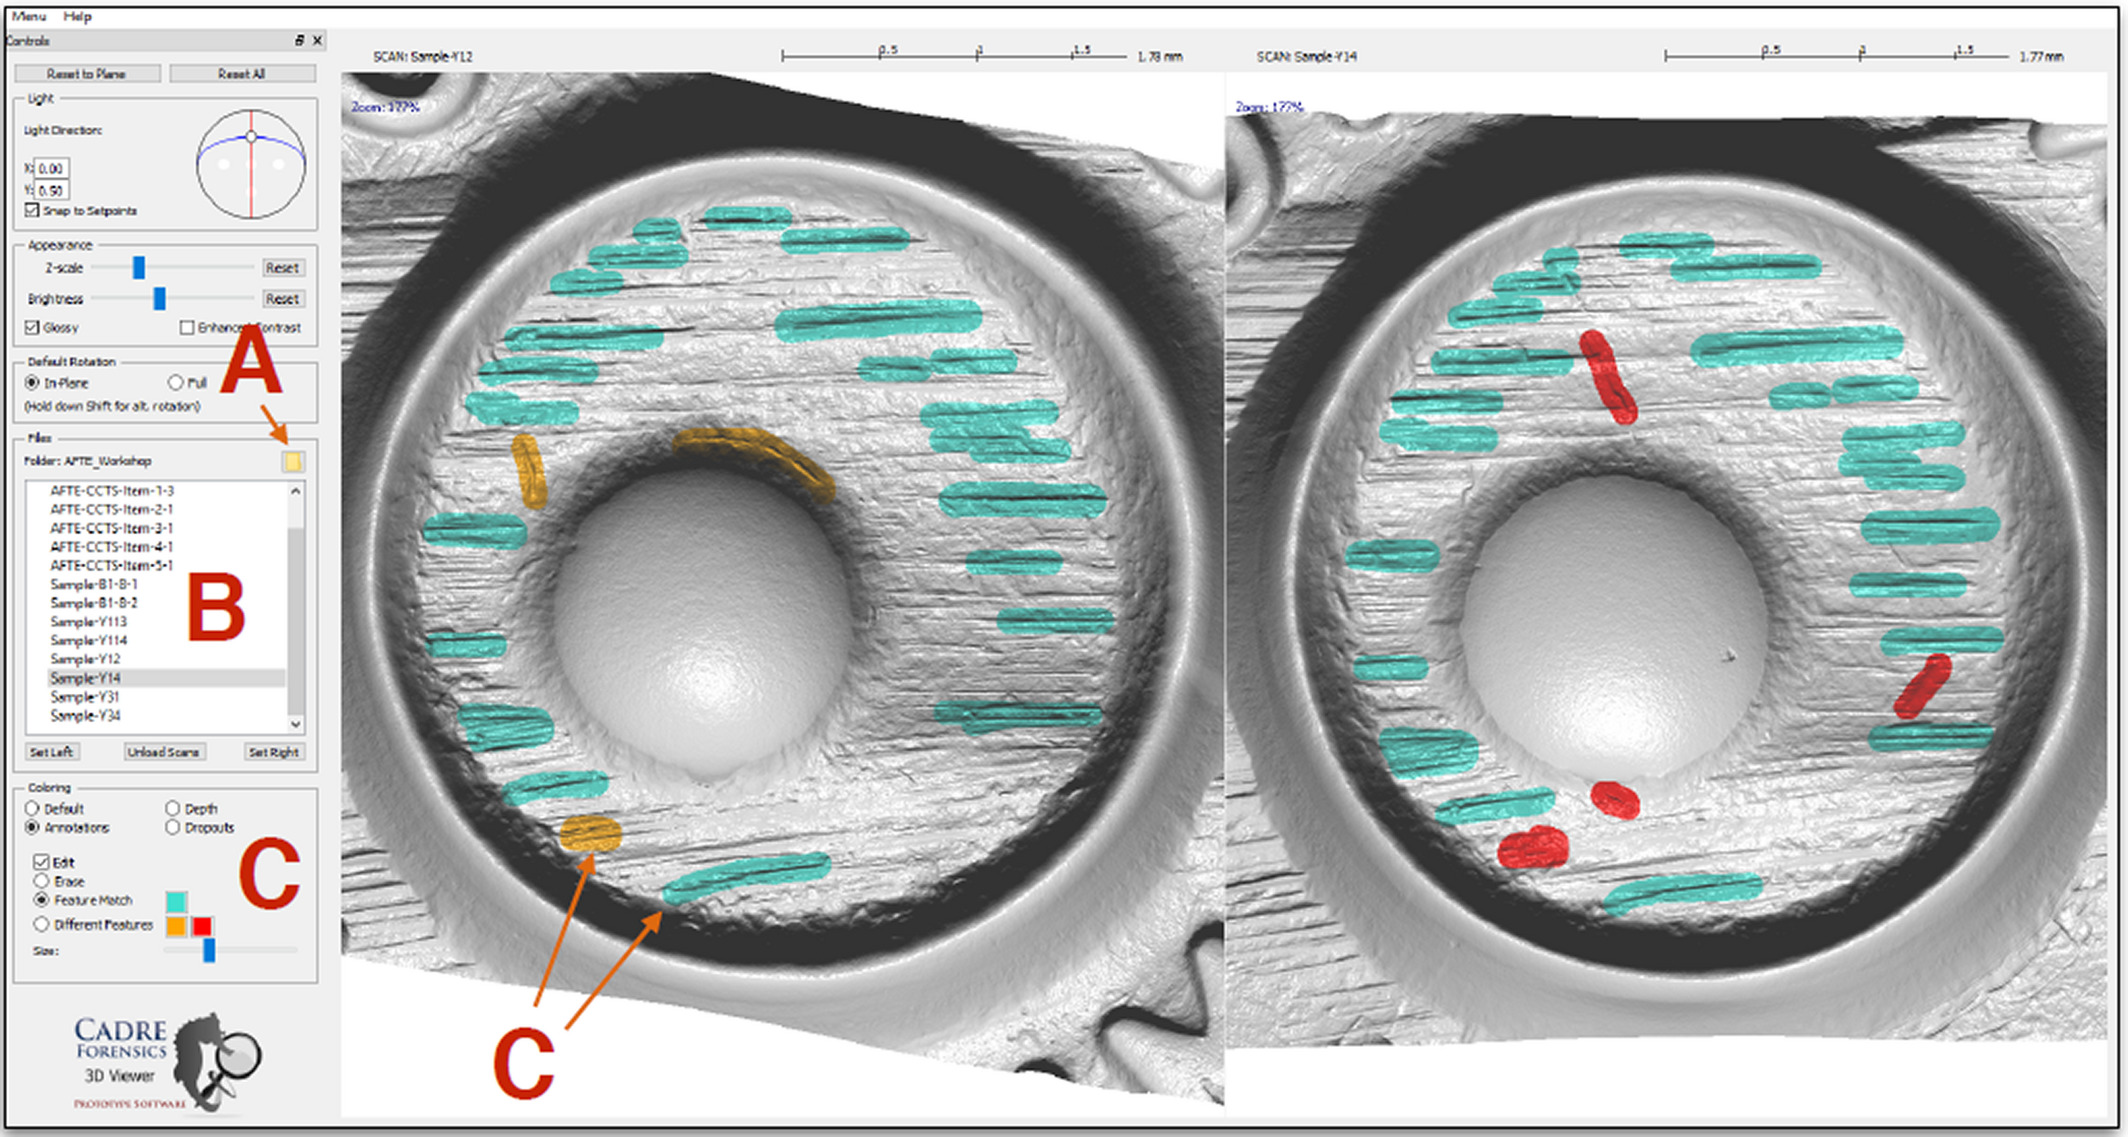 Menu Help
Controls
Reset to Plane Reset All
Light
Light Direction:
X: 0.00
Y: 0.50
Snap to Setpoints
Appearance
Z-scale Reset
Brightness Reset
Glossy Enhanced Contrast
A
Default Rotation
In-Plane Full
(Hold down Shift for alt. rotation)
Files
Folder: AFTE_Workshop
AFTE-CCTS-Item-1-3
AFTE-CCTS-Item-2-1
AFTE-CCTS-Item-3-1
AFTE-CCTS-Item-4-1
AFTE-CCTS-Item-5-1
Sample-B1-B-1
Sample-B1-B-2
Sample-Y113
Sample-Y114
Sample-Y12
Sample-Y14
Sample-Y31
Sample-Y34
B
Set Left Unload Scans Set Right
Coloring
Default Depth
Annotations Dropouts
Edit
Erase
Feature Match
Different Features
Size:
C
CADRE
FORENSICS
3D Viewer
PROTOTYPE SOFTWARE
SCAN: Sample-Y12 0.5 1 1.5 1.78 mm
Zoom: 177%
C
SCAN: Sample-Y14 0.5 1 1.5 1.77mm
Zoom: 177%